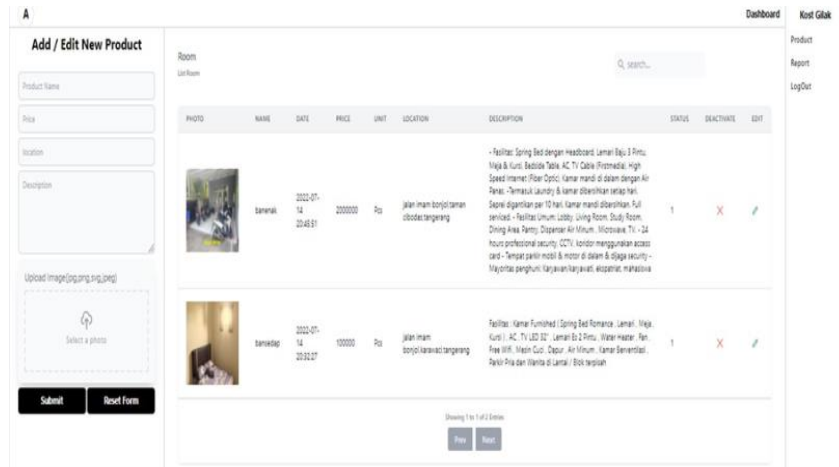 A
Dashboard
Kost Gilak
Product
Report
LogOut
Add / Edit New Product
Product Name
Price
location
Description
Upload Image(jpg,png,svg,jpeg)
Select a photo
Submit
Reset Form
Room
List Room
search...
PHOTO NAME DATE PRICE UNIT LOCATION DESCRIPTION STATUS DEACTIVATE EDIT
banenak
2022-07-
14
20:45:51
2000000
Pcs
jalan imam bonjol,taman
cibodas,tangerang
- Fasilitas: Spring Bed dengan Headboard, Lemari Baju 3 Pintu,
Meja & Kursi, Bedside Table, AC, TV Cable (Firstmedia), High
Speed Internet (Fiber Optic), Kamar mandi di dalam dengan Air
Panas. -Termasuk Laundry & kamar dibersihkan setiap hari.
Seprei digantikan per 10 hari. Kamar mandi dibersihkan. Full
serviced. - Fasilitas Umum: Lobby, Living Room, Study Room,
Dining Area, Pantry, Dispenser Air Minum, Microwave, TV. - 24
hours professional security, CCTV, koridor menggunakan access
card - Tempat parkir mobil & motor di dalam & dijaga security -
Mayoritas penghuni: Karyawan/karyawati, ekspatriat, mahasiswa
1
bansedap
2022-07-
14
20:32:27
100000
Pcs
jalan imam
bonjol,karawaci,tangerang
Fasilitas : Kamar Furnished ( Spring Bed Romance , Lemari , Meja ,
Kursi ) , AC , TV LED 32" , Lemari Es 2 Pintu , Water Heater , Fan ,
Free Wifi , Mesin Cuci , Dapur , Air Minum , Kamar Berventilasi ,
Parkir Pria dan Wanita di Lantai / Blok terpisah
1
Showing 1 to 1 of 2 Entries
Prev
Next